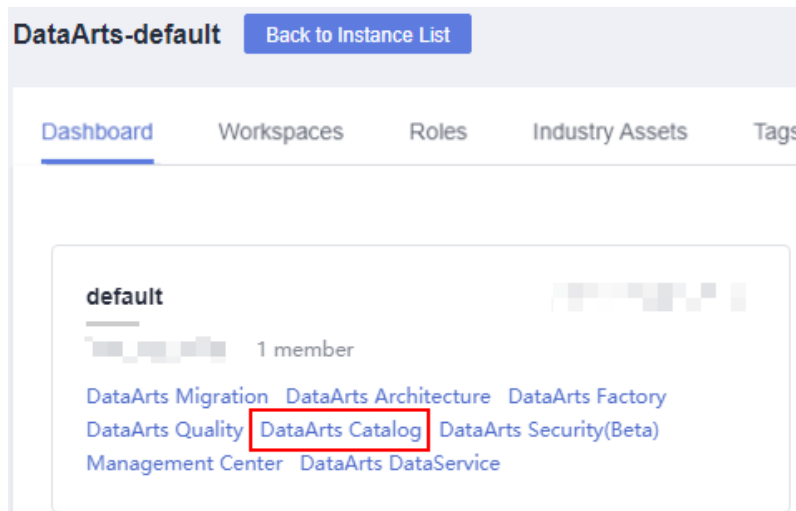 DataArts-default Back to Instance List
Dashboard Workspaces Roles Industry Assets Tags
default
1 member
DataArts Migration DataArts Architecture DataArts Factory
DataArts Quality DataArts Catalog DataArts Security(Beta)
Management Center DataArts DataService